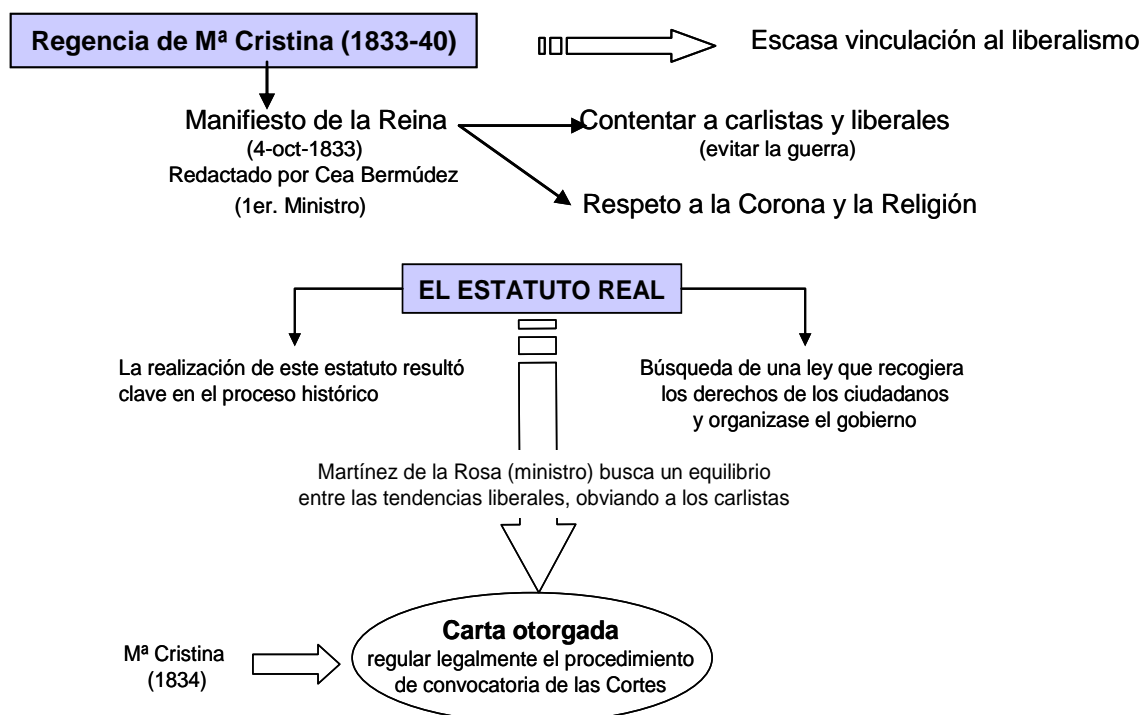 Regencia de Mª Cristina (1833-40)
Escasa vinculación al liberalismo
Manifiesto de la Reina
(4-oct-1833)
Redactado por Cea Bermúdez
(1er. Ministro)
Contentar a carlistas y liberales
(evitar la guerra)
Respeto a la Corona y la Religión
EL ESTATUTO REAL
La realización de este estatuto resultó
clave en el proceso histórico
Búsqueda de una ley que recogiera
los derechos de los ciudadanos
y organizase el gobierno
Martínez de la Rosa (ministro) busca un equilibrio
entre las tendencias liberales, obviando a los carlistas
Mª Cristina
(1834)
Carta otorgada
regular legalmente el procedimiento
de convocatoria de las Cortes